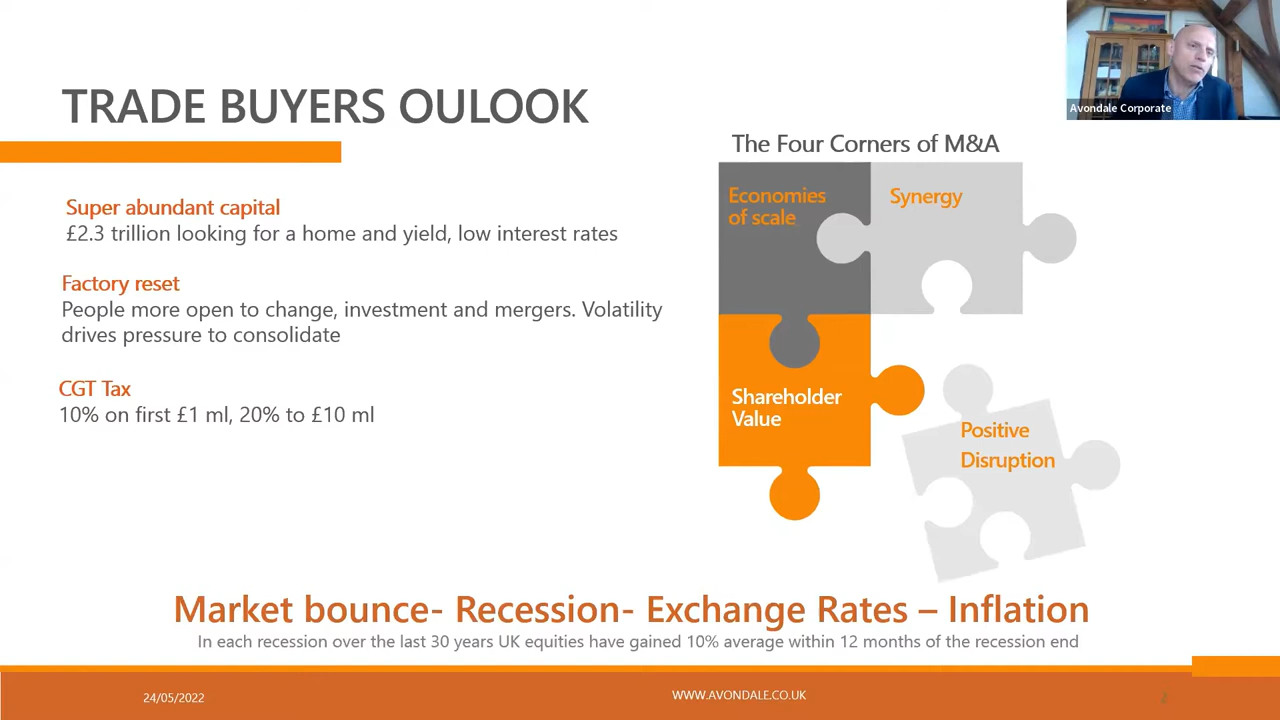 TRADE BUYERS OULOOK
Avondale Corporate
The Four Corners of M&A
Super abundant capital
£2.3 trillion looking for a home and yield, low interest rates
Factory reset
People more open to change, investment and mergers. Volatility
drives pressure to consolidate
CGT Tax
10% on first £1 ml, 20% to £10 ml
Economies
of scale
Synergy
Shareholder
Value
Positive
Disruption
Market bounce- Recession- Exchange Rates – Inflation
In each recession over the last 30 years UK equities have gained 10% average within 12 months of the recession end
24/05/2022
WWW.AVONDALE.CO.UK
2